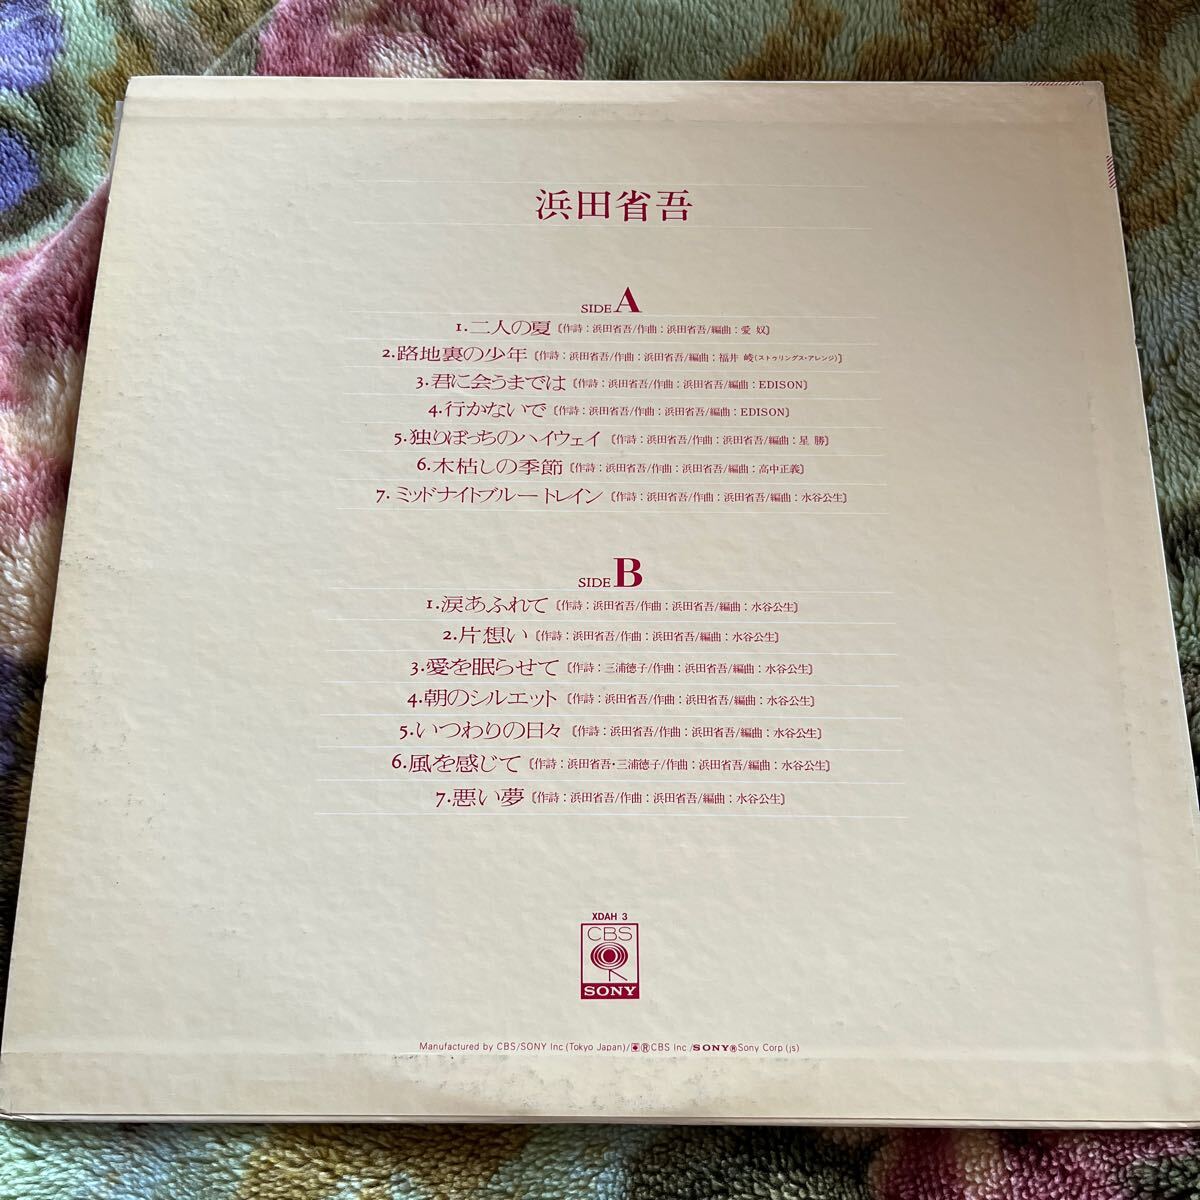 浜田省吾
SIDE A
1.二人の夏〔作詩：浜田省吾/作曲：浜田省吾/編曲：愛 奴〕
2.路地裏の少年〔作詩：浜田省吾/作曲：浜田省吾/編曲：福井 峻(ストゥリングス・アレンジ)〕
3.君に会うまでは〔作詩：浜田省吾/作曲：浜田省吾/編曲：EDISON〕
4.行かないで〔作詩：浜田省吾/作曲：浜田省吾/編曲：EDISON〕
5.独りぼっちのハイウェイ〔作詩：浜田省吾/作曲：浜田省吾/編曲：星 勝〕
6.木枯しの季節〔作詩：浜田省吾/作曲：浜田省吾/編曲：高中正義〕
7.ミッドナイトブルートレイン〔作詩：浜田省吾/作曲：浜田省吾/編曲：水谷公生〕
SIDE B
1.涙あふれて〔作詩：浜田省吾/作曲：浜田省吾/編曲：水谷公生〕
2.片想い〔作詩：浜田省吾/作曲：浜田省吾/編曲：水谷公生〕
3.愛を眠らせて〔作詩：三浦徳子/作曲：浜田省吾/編曲：水谷公生〕
4.朝のシルエット〔作詩：浜田省吾/作曲：浜田省吾/編曲：水谷公生〕
5.いつわりの日々〔作詩：浜田省吾/作曲：浜田省吾/編曲：水谷公生〕
6.風を感じて〔作詩：浜田省吾・三浦徳子/作曲：浜田省吾/編曲：水谷公生〕
7.悪い夢〔作詩：浜田省吾/作曲：浜田省吾/編曲：水谷公生〕
XDAH 3
CBS
SONY
Manufactured by CBS/SONY Inc (Tokyo Japan)/®CBS Inc /SONY®Sony Corp (js)